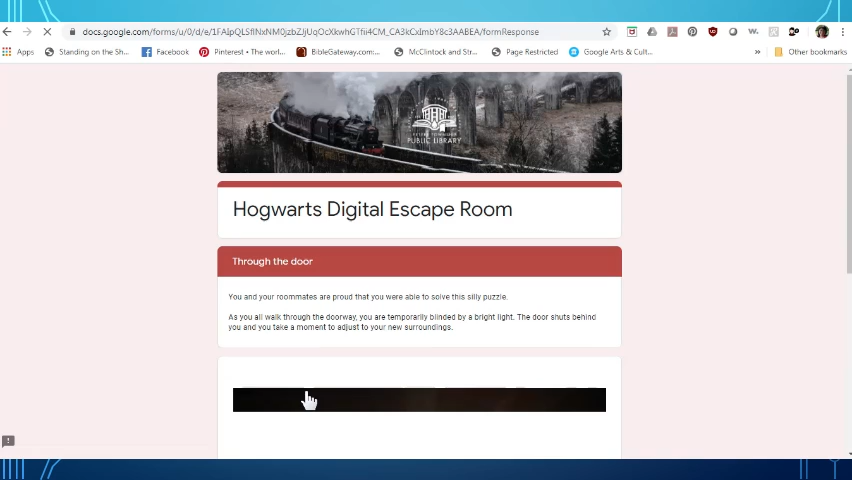 docs.google.com/forms/u/0/d/e/1FAIpQLSflNxNM0jzbZJjUqOcXkwhGTfii4CM_CA3kCxImbY8c3AABEA/formResponse
Apps Standing on the Sh... Facebook Pinterest • The worl... BibleGateway.com:... McClintock and Str... Page Restricted Google Arts & Cult... » Other bookmarks
PUBLIC LIBRARY
Hogwarts Digital Escape Room
Through the door
You and your roommates are proud that you were able to solve this silly puzzle.
As you all walk through the doorway, you are temporarily blinded by a bright light. The door shuts behind
you and you take a moment to adjust to your new surroundings.